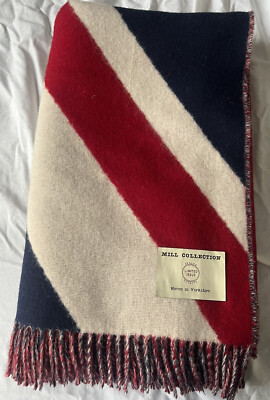 MILL COLLECTION
LIMITED
ISSUE
Woven in Yorkshire